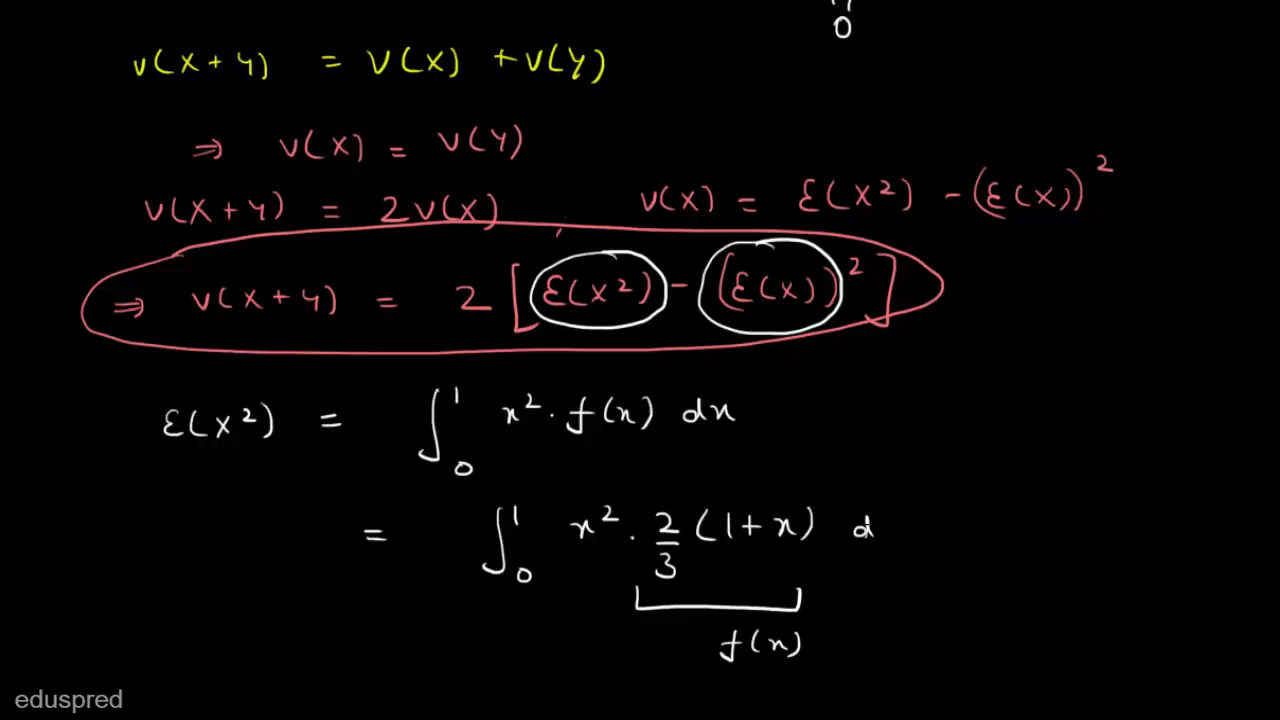 0
v(x+y) = V(X) + V(Y)
⇒ V(X) = V(Y)
V(X+Y) = 2V(X)    V(X) = E(X²) - (E(X))²
⇒ V(X+Y) = 2 [E(X²) - (E(X))²]
E(X²) = ∫₀¹ x² · f(x) dx
= ∫₀¹ x² · 2/3 (1+x) d
f(x)
eduspred